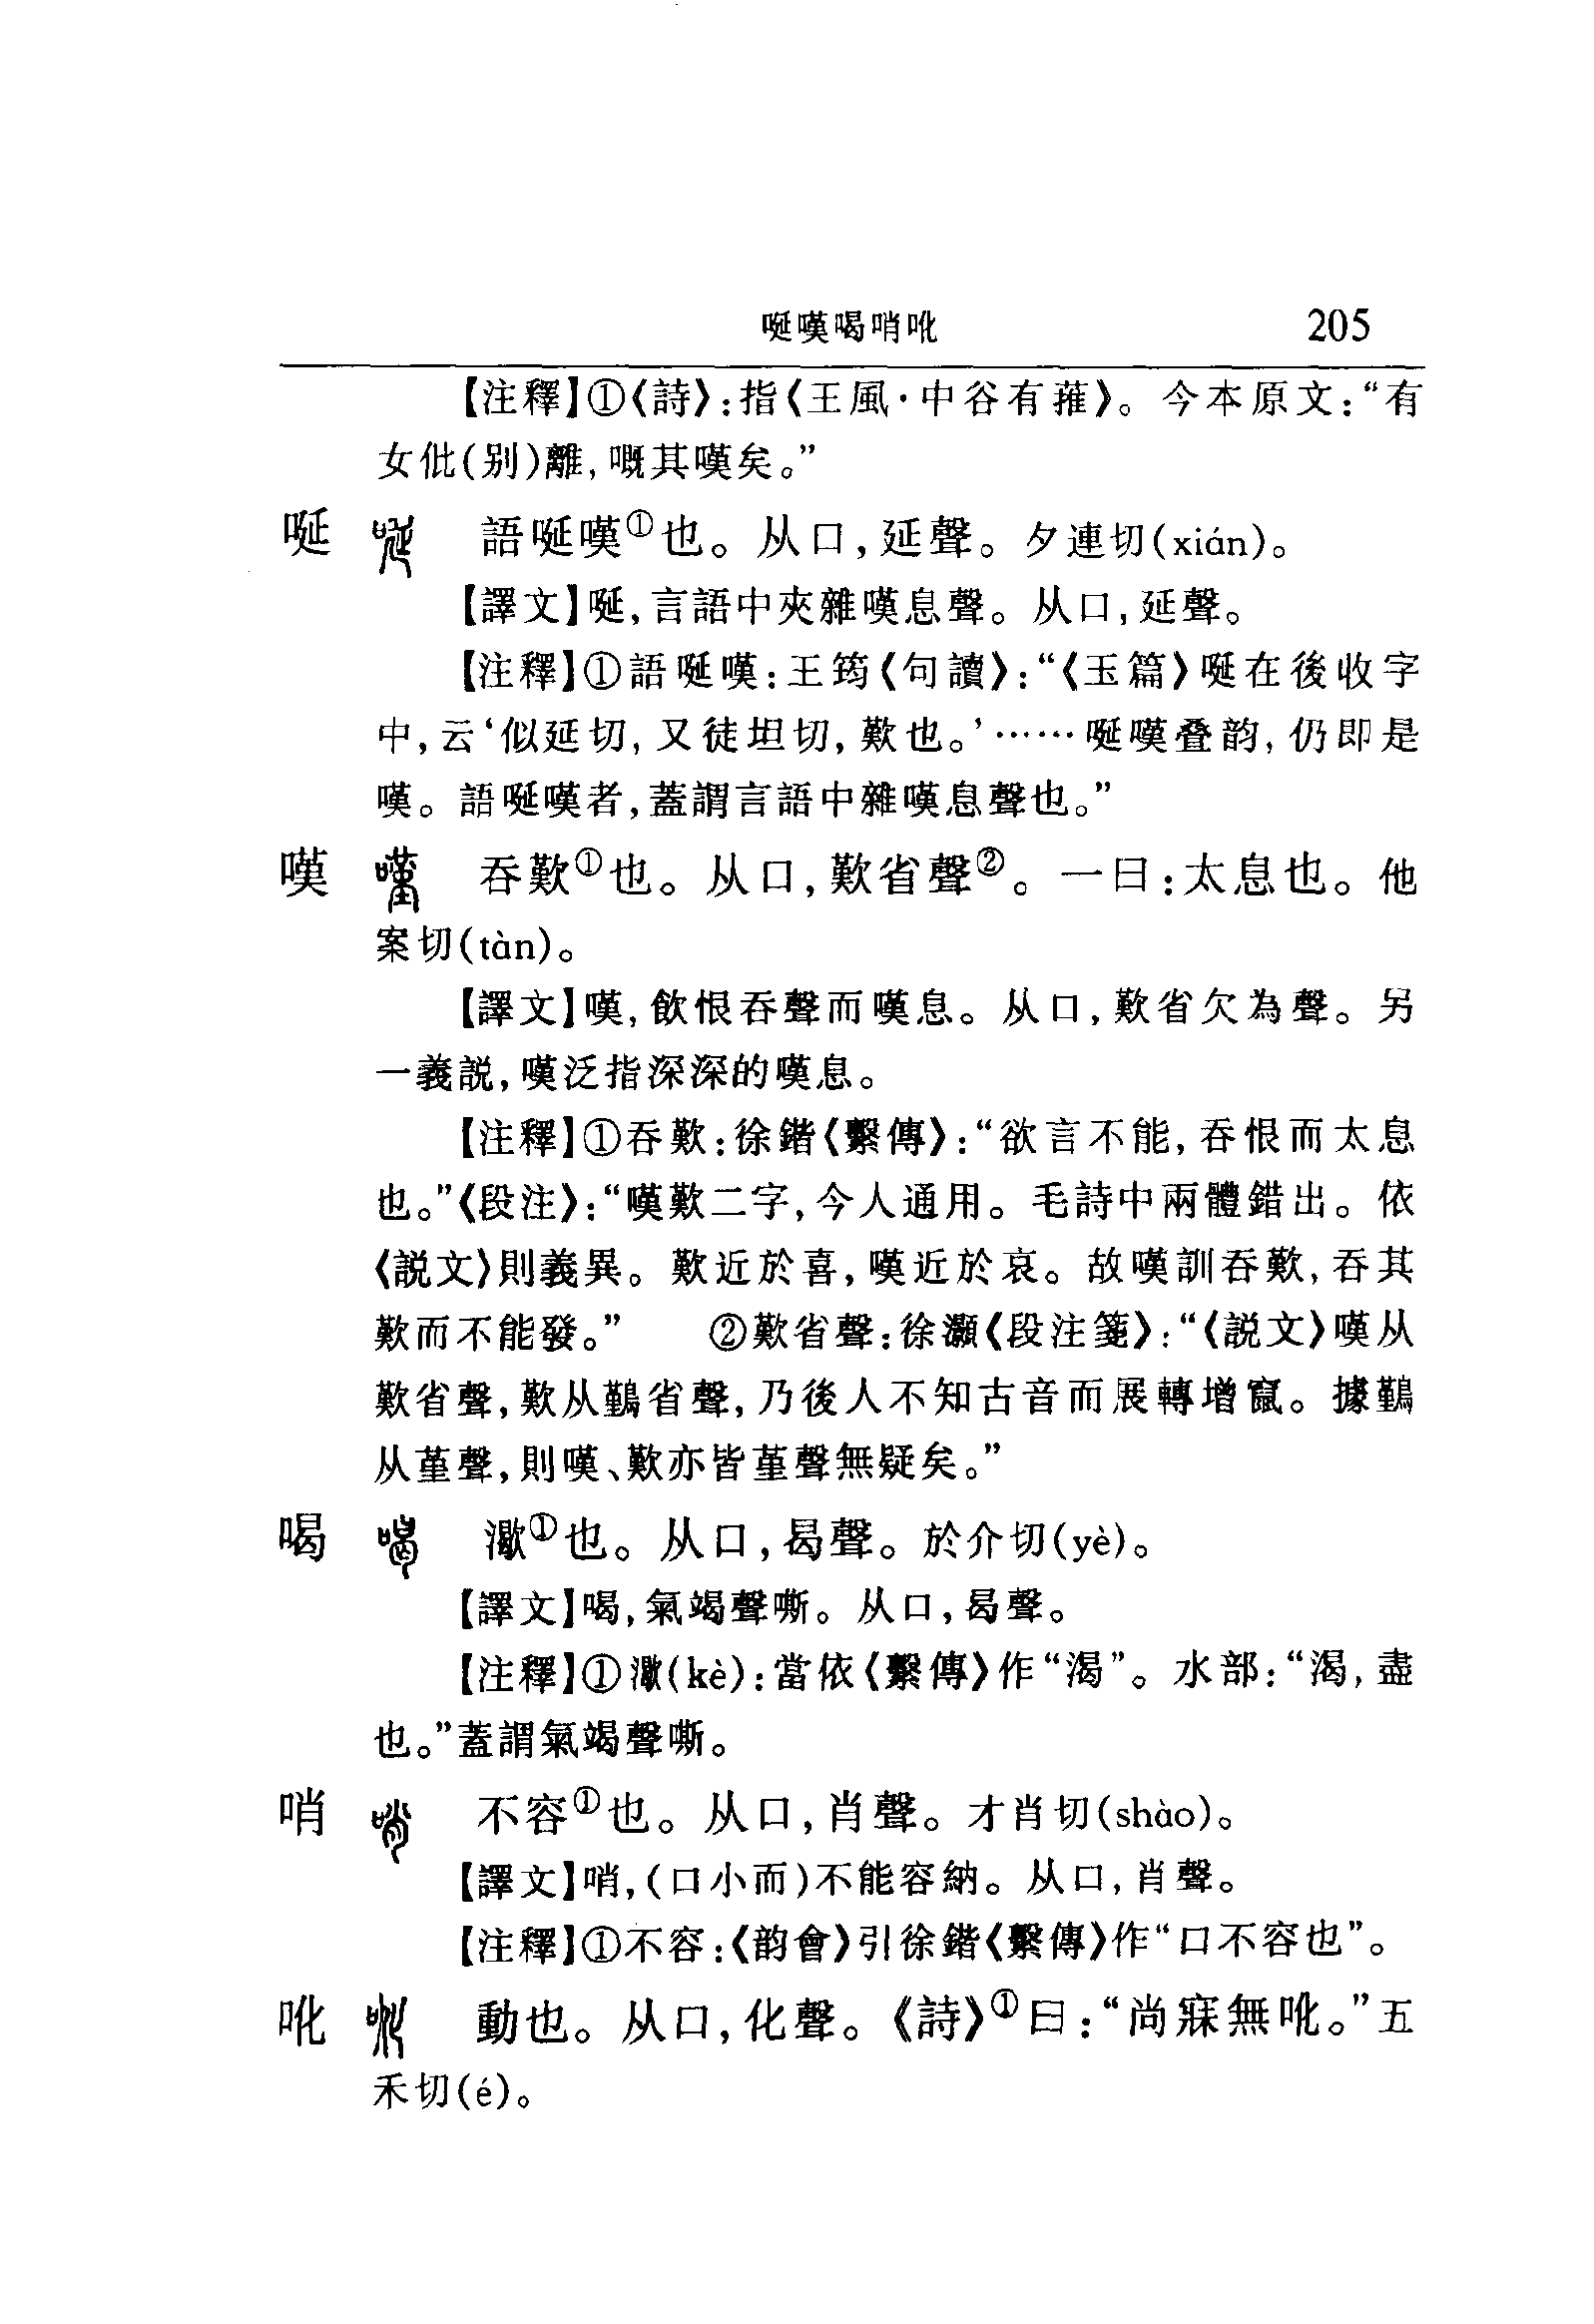 唌嘆喝哨吪 205
【注釋】①〈詩〉:指〈王風·中谷有蓷〉。今本原文:“有
女仳(别)離,嘅其嘆矣。”
唌 語唌嘆①也。从口,延聲。夕連切(xián)。
【譯文】唌,言語中夾雜嘆息聲。从口,延聲。
【注釋】①語唌嘆:王筠〈句讀〉:“〈玉篇〉唌在後收字
中,云‘似延切,又徒坦切,歎也。’……唌嘆叠韵,仍即是
嘆。語唌嘆者,蓋謂言語中雜嘆息聲也。”
嘆 吞歎①也。从口,歎省聲②。一曰:太息也。他
案切(tàn)。
【譯文】嘆,飲恨吞聲而嘆息。从口,歎省欠為聲。另
一義説,嘆泛指深深的嘆息。
【注釋】①吞歎:徐鍇〈繫傳〉:“欲言不能,吞恨而太息
也。”〈段注〉:“嘆歎二字,今人通用。毛詩中兩體錯出。依
〈説文〉則義異。歎近於喜,嘆近於哀。故嘆訓吞歎,吞其
歎而不能發。” ②歎省聲:徐灝〈段注箋〉:“〈説文〉嘆从
歎省聲,歎从鷬省聲,乃後人不知古音而展轉增竄。據鷬
从堇聲,則嘆、歎亦皆堇聲無疑矣。”
喝 㵣①也。从口,曷聲。於介切(yè)。
【譯文】喝,氣竭聲嘶。从口,曷聲。
【注釋】①㵣(kè):當依〈繫傳〉作“渴”。水部:“渴,盡
也。”蓋謂氣竭聲嘶。
哨 不容①也。从口,肖聲。才肖切(shào)。
【譯文】哨,(口小而)不能容納。从口,肖聲。
【注釋】①不容:〈韵會〉引徐鍇〈繫傳〉作“口不容也”。
吪 動也。从口,化聲。《詩》①曰:“尚寐無吪。”五
禾切(é)。